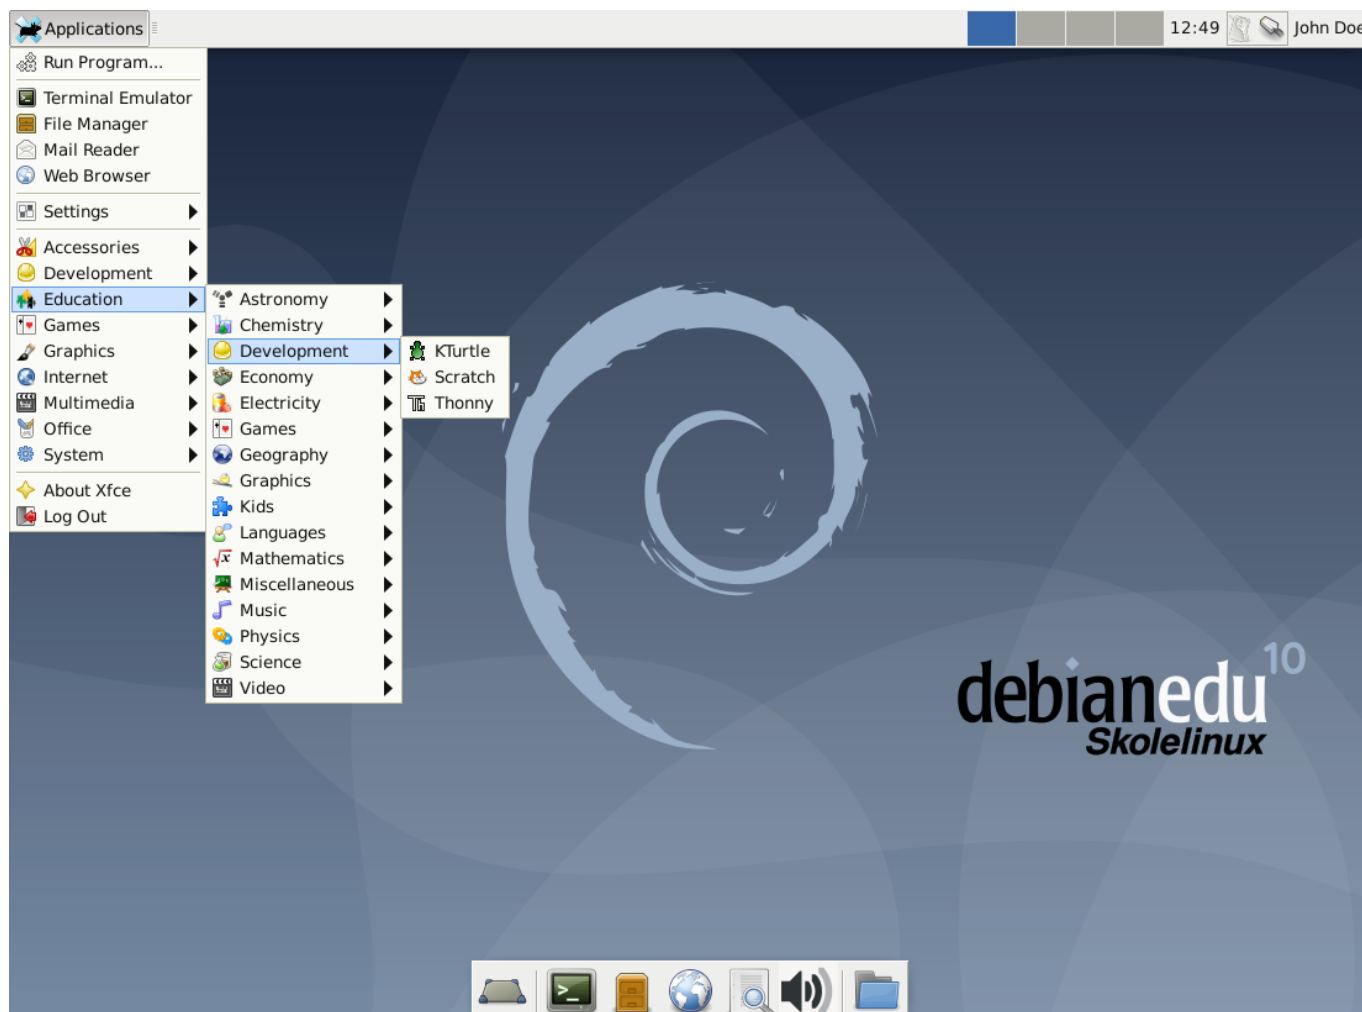 Applications
12:49
John Doe
Run Program...
Terminal Emulator
File Manager
Mail Reader
Web Browser
Settings
Accessories
Development
Education
Games
Graphics
Internet
Multimedia
Office
System
About Xfce
Log Out
Astronomy
Chemistry
Development
Economy
Electricity
Games
Geography
Graphics
Kids
Languages
Mathematics
Miscellaneous
Music
Physics
Science
Video
KTurtle
Scratch
Thonny
debianedu 10
Skolelinux